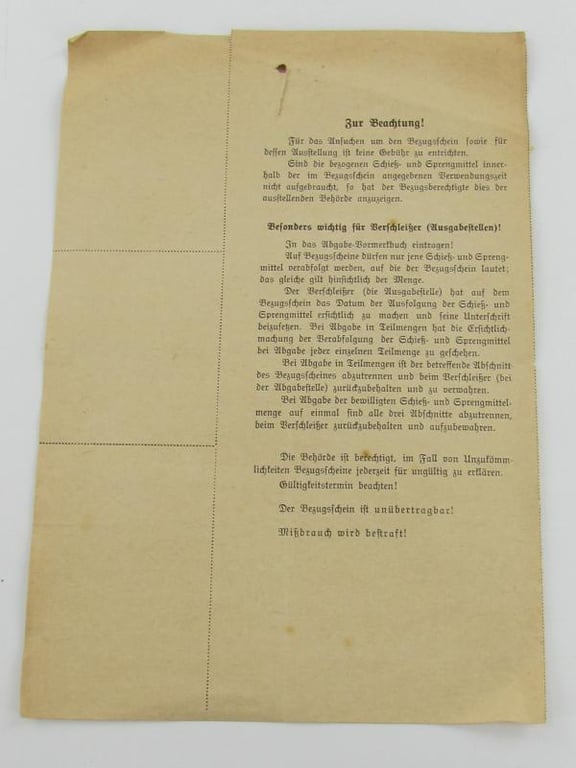 Zur Beachtung!
Für das Ansuchen um den Bezugsschein sowie für
dessen Ausstellung ist keine Gebühr zu entrichten.
Sind die bezogenen Schieß- und Sprengmittel inner-
halb der im Bezugsschein angegebenen Verwendungszeit
nicht aufgebraucht, so hat der Bezugsberechtigte dies der
ausstellenden Behörde anzuzeigen.
Besonders wichtig für Verschleißer (Ausgabestellen)!
In das Abgabe-Vormerkbuch eintragen!
Auf Bezugscheine dürfen nur jene Schieß- und Spreng-
mittel verabfolgt werden, auf die der Bezugschein lautet;
das gleiche gilt hinsichtlich der Menge.
Der Verschleißer (die Ausgabestelle) hat auf dem
Bezugsschein das Datum der Ausfolgung der Schieß- und
Sprengmittel ersichtlich zu machen und seine Unterschrift
beizusetzen. Bei Abgabe in Teilmengen hat die Ersichtlich-
machung der Verabfolgung der Schieß- und Sprengmittel
bei Abgabe jeder einzelnen Teilmenge zu geschehen.
Bei Abgabe in Teilmengen ist der betreffende Abschnitt
des Bezugscheines abzutrennen und beim Verschleißer (bei
der Abgabestelle) zurückzubehalten und zu verwahren.
Bei Abgabe der bewilligten Schieß- und Sprengmittel-
menge auf einmal sind alle drei Abschnitte abzutrennen,
beim Verschleißer zurückzubehalten und aufzubewahren.
Die Behörde ist berechtigt, im Fall von Unzukömm-
lichkeiten Bezugscheine jederzeit für ungültig zu erklären.
Gültigkeitstermin beachten!
Der Bezugsschein ist unübertragbar!
Mißbrauch wird bestraft!